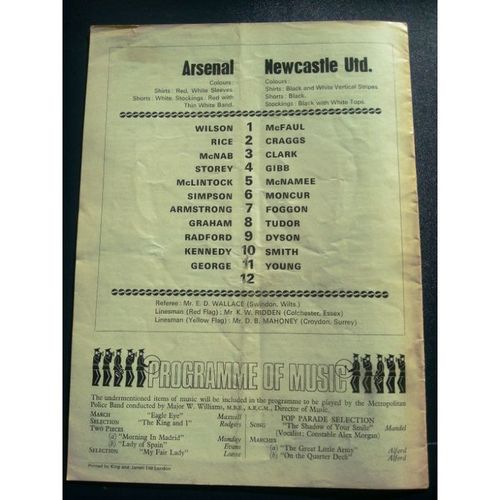 Arsenal Newcastle Utd.
Colours: Colours:
Shirts: Red, White Sleeves. Shirts: Black and White Vertical Stripes
Shorts: White. Stockings: Red with Shorts: Black.
Thin White Band. Stockings: Black with White Tops.
WILSON 1 McFAUL
RICE 2 CRAGGS
McNAB 3 CLARK
STOREY 4 GIBB
McLINTOCK 5 McNAMEE
SIMPSON 6 MONCUR
ARMSTRONG 7 FOGGON
GRAHAM 8 TUDOR
RADFORD 9 DYSON
KENNEDY 10 SMITH
GEORGE 11 YOUNG
12
Referee: Mr. E. D. WALLACE (Swindon, Wilts.)
Linesman (Red Flag): Mr. K. W. RIDDEN (Colchester, Essex)
Linesman (Yellow Flag): Mr. D. B. MAHONEY (Croydon, Surrey)
PROGRAMME OF MUSIC
The undermentioned items of music will be included in the programme to be played by the Metropolitan
Police Band conducted by Major W. Williams, M.B.E., A.R.C.M., Director of Music.
MARCH "Eagle Eye" Maxwell
SELECTION "The King and I" Rodgers
TWO PIECES
(a) "Morning In Madrid" Munday
(b) "Lady of Spain" Evans
SELECTION "My Fair Lady" Loewe
POP PARADE SELECTION
SONG: "The Shadow of Your Smile" Mandel
(Vocalist: Constable Alex Morgan)
MARCHES
(a) "The Great Little Army" Alford
(b) "On the Quarter Deck" Alford
Printed by King and Jarrett Ltd London